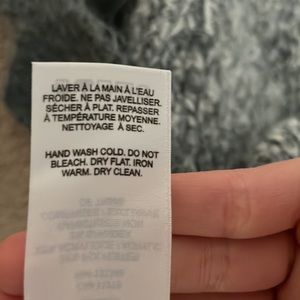 LAVER À LA MAIN À L'EAU
FROIDE. NE PAS JAVELLISER.
SÉCHER À PLAT. REPASSER
À TEMPÉRATURE MOYENNE.
NETTOYAGE À SEC.
HAND WASH COLD. DO NOT
BLEACH. DRY FLAT. IRON
WARM. DRY CLEAN.